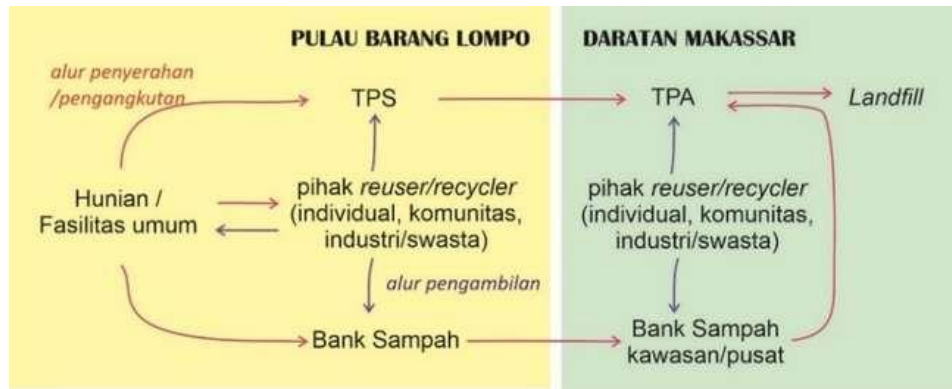 PULAU BARANG LOMPO
DARATAN MAKASSAR
alur penyerahan
/pengangkutan
TPS
TPA
Landfill
Hunian /
Fasilitas umum
pihak reuser/recycler
(individual, komunitas,
industri/swasta)
pihak reuser/recycler
(individual, komunitas,
industri/swasta)
alur pengambilan
Bank Sampah
Bank Sampah
kawasan/pusat